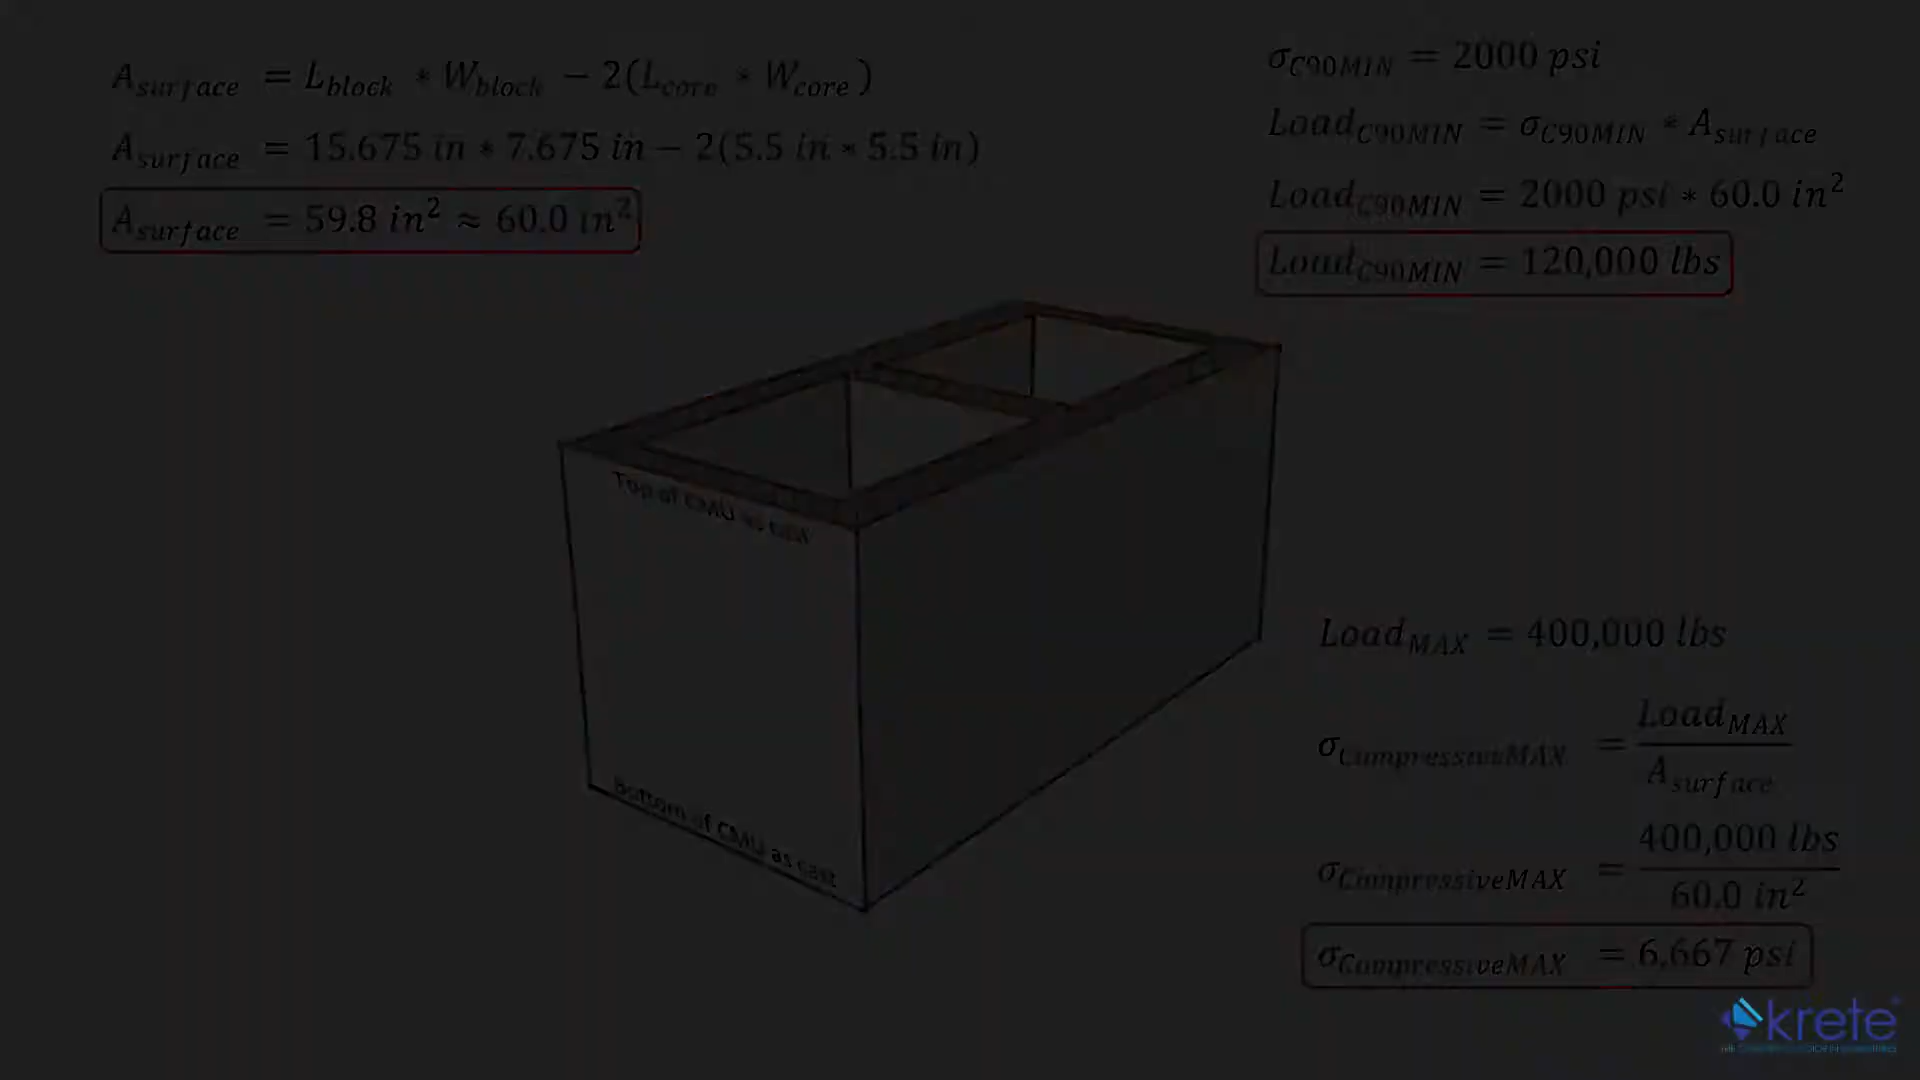 A_surface = L_block * W_block − 2(L_core * W_core)
A_surface = 15.675 in * 7.675 in − 2(5.5 in * 5.5 in)
A_surface = 59.8 in² ≈ 60.0 in²
σ_C90MIN = 2000 psi
Load_C90MIN = σ_C90MIN * A_surface
Load_C90MIN = 2000 psi * 60.0 in²
Load_C90MIN = 120,000 lbs
Top of CMU as cast
Bottom of CMU as cast
Load_MAX = 400,000 lbs
σ_CompressiveMAX = Load_MAX / A_surface
σ_CompressiveMAX = 400,000 lbs / 60.0 in²
σ_CompressiveMAX = 6,667 psi
krete